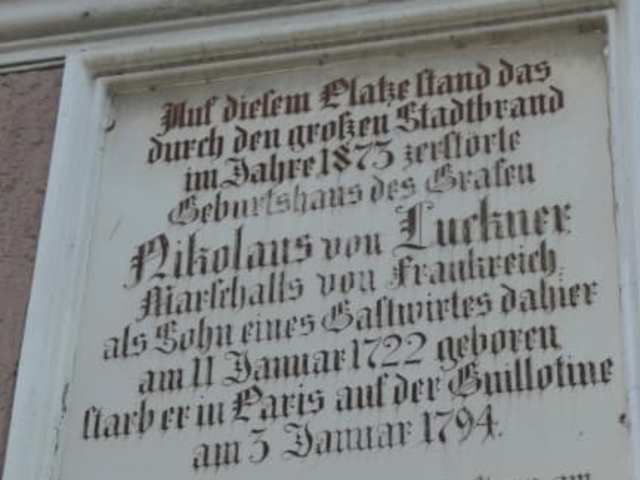 Auf diesem Platze stand das
durch den großen Stadtbrand
im Jahre 1873 zerstörte
Geburtshaus des Grafen
Nikolaus von Luckner
Marschalls von Frankreich,
als Sohn eines Gastwirtes dahier
am 11 Januar 1722 geboren
starb er in Paris auf der Guillotine
am 3 Januar 1794.